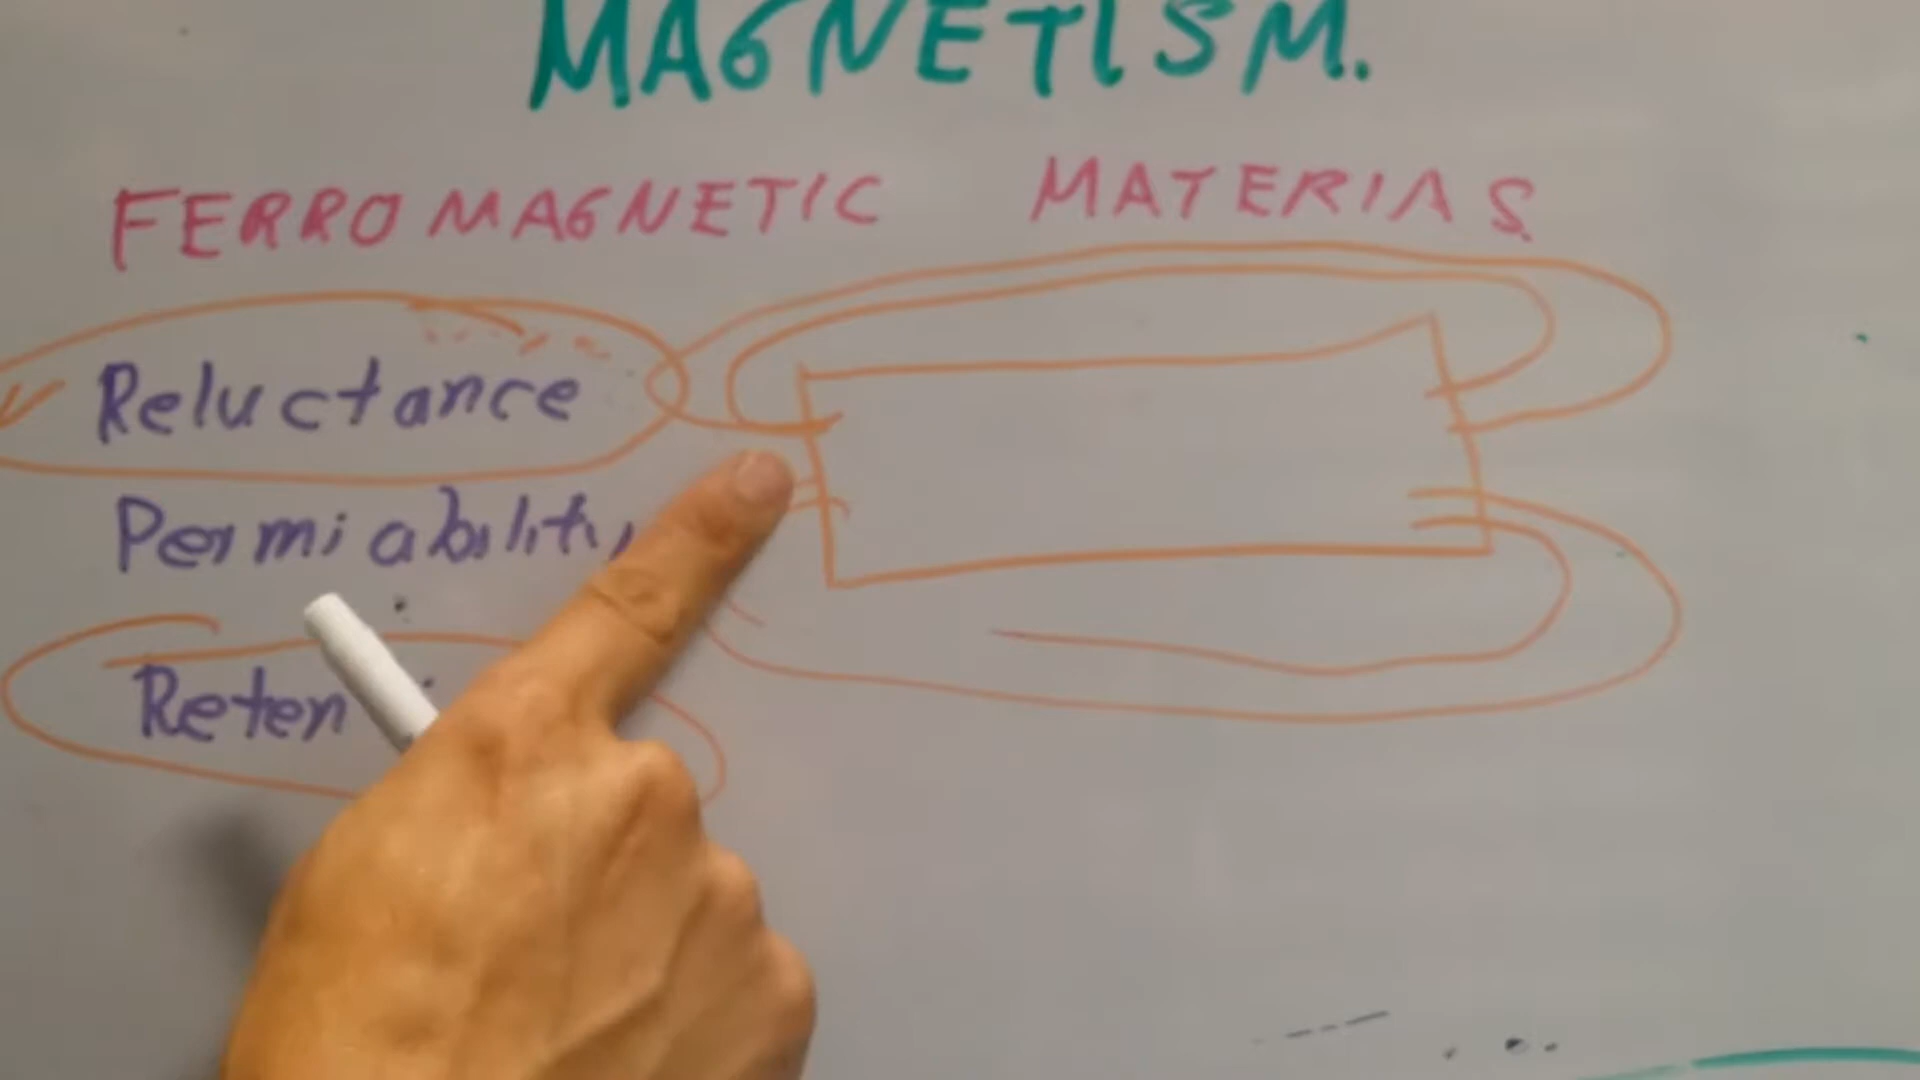 MAGNETISM.
FERROMAGNETIC MATERIAS
Reluctance
Permiability
Reten